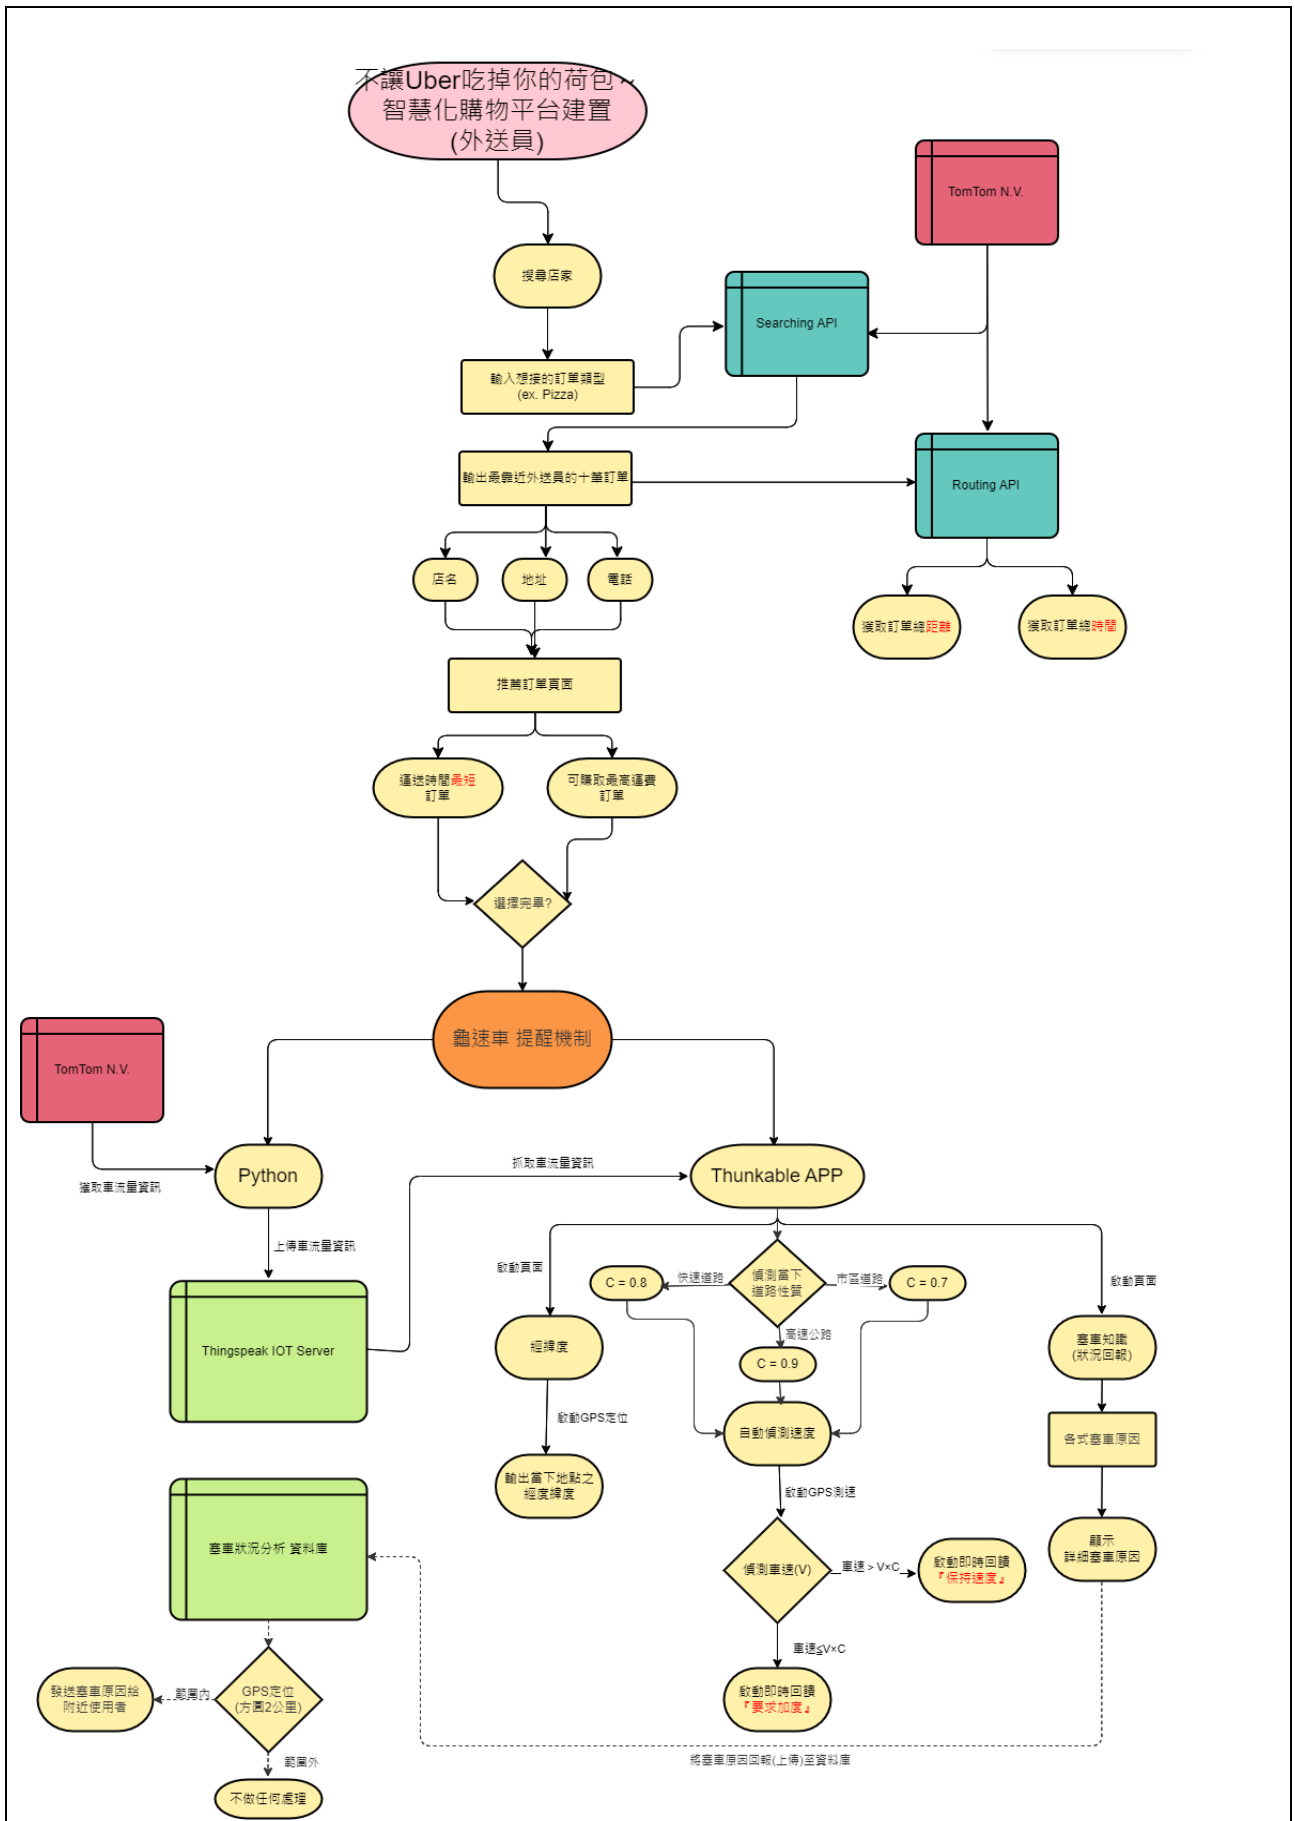 不讓Uber吃掉你的荷包~
智慧化購物平台建置
(外送員)
TomTom N.V.
搜尋店家
Searching API
輸入想接的訂單類型
(ex. Pizza)
輸出最靠近外送員的十筆訂單
Routing API
店名
地址
電話
獲取訂單總距離
獲取訂單總時間
推薦訂單頁面
運送時間最短
訂單
可賺取最高運費
訂單
選擇完畢?
龜速車 提醒機制
TomTom N.V.
獲取車流量資訊
Python
抓取車流量資訊
Thunkable APP
上傳車流量資訊
啟動頁面
C = 0.8
快速道路
偵測當下
道路性質
市區道路
C = 0.7
啟動頁面
Thingspeak IOT Server
經緯度
高速公路
C = 0.9
塞車知識
(狀況回報)
啟動GPS定位
自動偵測速度
各式塞車原因
輸出當下地點之
經度緯度
啟動GPS測速
塞車狀況分析 資料庫
偵測車速(V)
車速＞V×C
啟動即時回饋
『保持速度』
顯示
詳細塞車原因
車速≦V×C
發送塞車原因給
附近使用者
範圍內
GPS定位
(方圓2公里)
啟動即時回饋
『要求加度』
範圍外
將塞車原因回報(上傳)至資料庫
不做任何處理